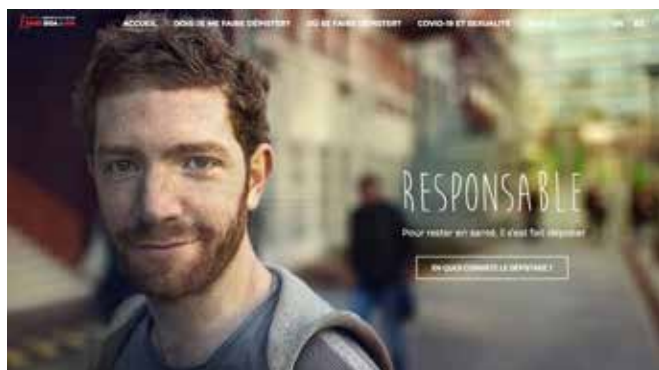 ACCUEIL DOIS-JE ME FAIRE DÉPISTER? OÙ SE FAIRE DÉPISTER? COVID-19 ET SEXUALITÉ
RESPONSABLE
Pour rester en santé, il s'est fait dépister
EN QUOI CONSISTE LE DÉPISTAGE ?